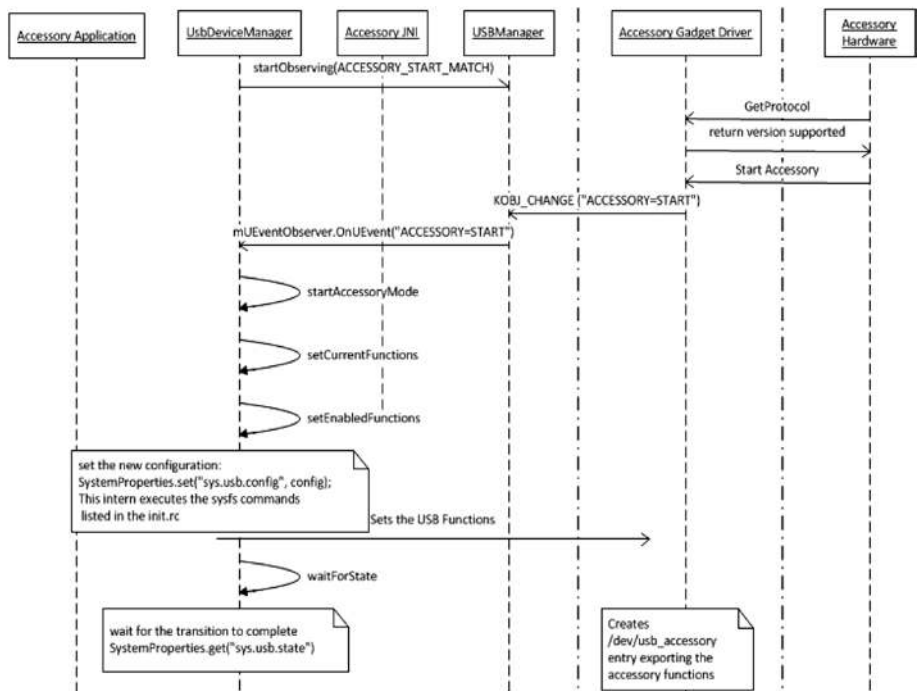 Accessory Application
UsbDeviceManager
Accessory JNI
USBManager
Accessory Gadget Driver
Accessory
Hardware
startObserving(ACCESSORY_START_MATCH)
GetProtocol
return version supported
Start Accessory
KOBJ_CHANGE ("ACCESSORY=START")
mUEventObserver.OnUEvent("ACCESSORY=START")
startAccessoryMode
setCurrentFunctions
setEnabledFunctions
set the new configuration:
SystemProperties.set("sys.usb.config", config);
This intern executes the sysfs commands
listed in the init.rc
Sets the USB Functions
waitForState
wait for the transition to complete
SystemProperties.get("sys.usb.state")
Creates
/dev/usb_accessory
entry exporting the
accessory functions